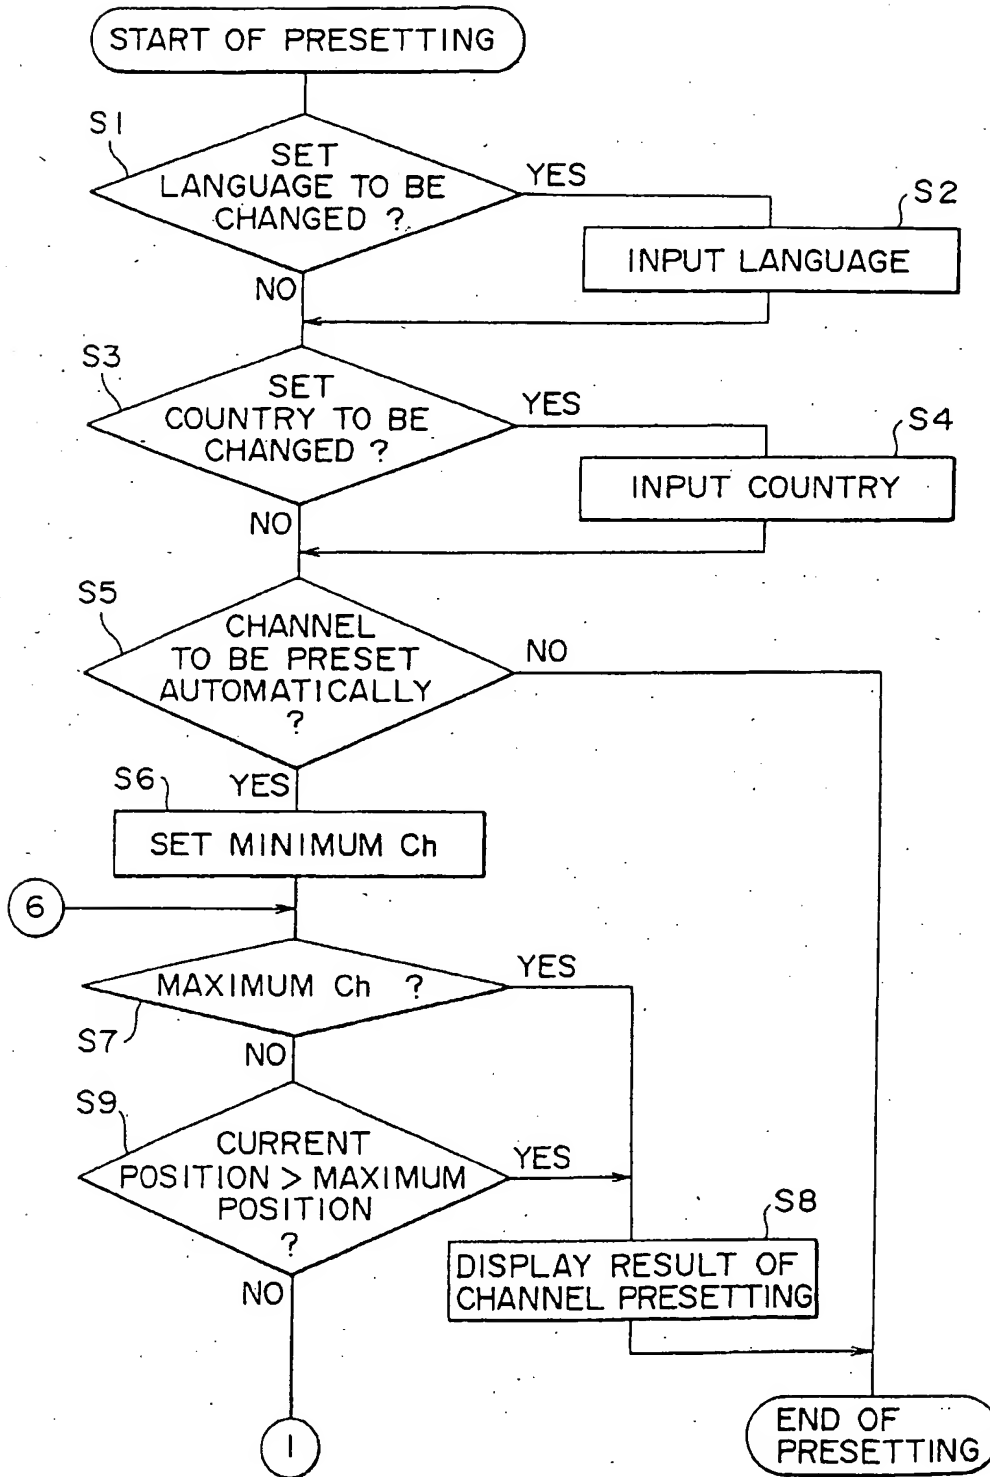 START OF PRESETTING
S1
SET
LANGUAGE TO BE
CHANGED ?
YES
S2
INPUT LANGUAGE
NO
S3
SET
COUNTRY TO BE
CHANGED ?
YES
S4
INPUT COUNTRY
NO
S5
CHANNEL
TO BE PRESET
AUTOMATICALLY
?
NO
YES
S6
SET MINIMUM Ch
6
MAXIMUM Ch ?
YES
S7
NO
S9
CURRENT
POSITION > MAXIMUM
POSITION
?
YES
S8
DISPLAY RESULT OF
CHANNEL PRESETTING
NO
1
END OF
PRESETTING